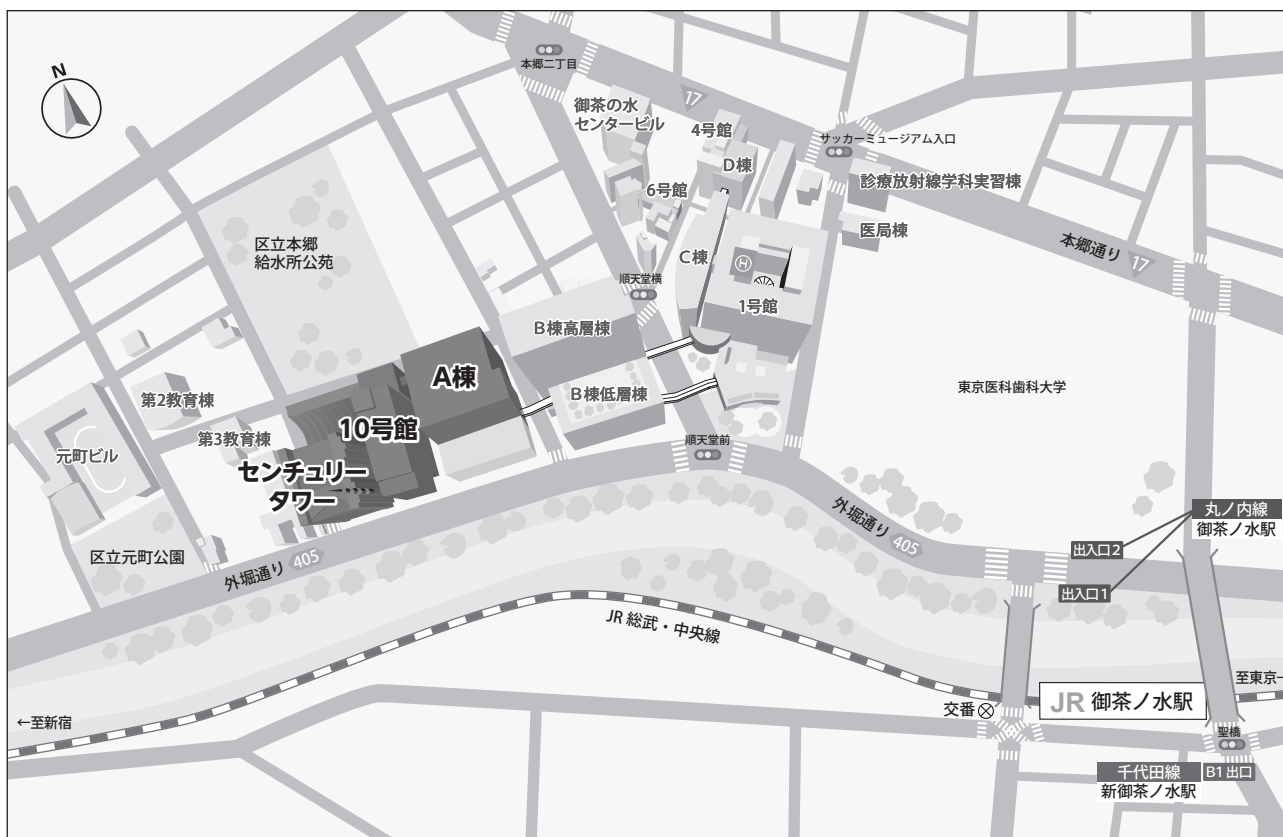 N
本郷二丁目
17
御茶の水
センタービル
4号館
D棟
サッカーミュージアム入口
診療放射線学科実習棟
6号館
医局棟
本郷通り
17
区立本郷
給水所公苑
C棟
H
順天堂横
1号館
B棟高層棟
A棟
B棟低層棟
東京医科歯科大学
第2教育棟
第3教育棟
10号館
元町ビル
センチュリー
タワー
順天堂前
外堀通り 405
丸ノ内線
御茶ノ水駅
出入口2
出入口1
区立元町公園
外堀通り 405
JR 総武・中央線
至東京→
JR 御茶ノ水駅
交番
←至新宿
聖橋
千代田線
新御茶ノ水駅
B1 出口